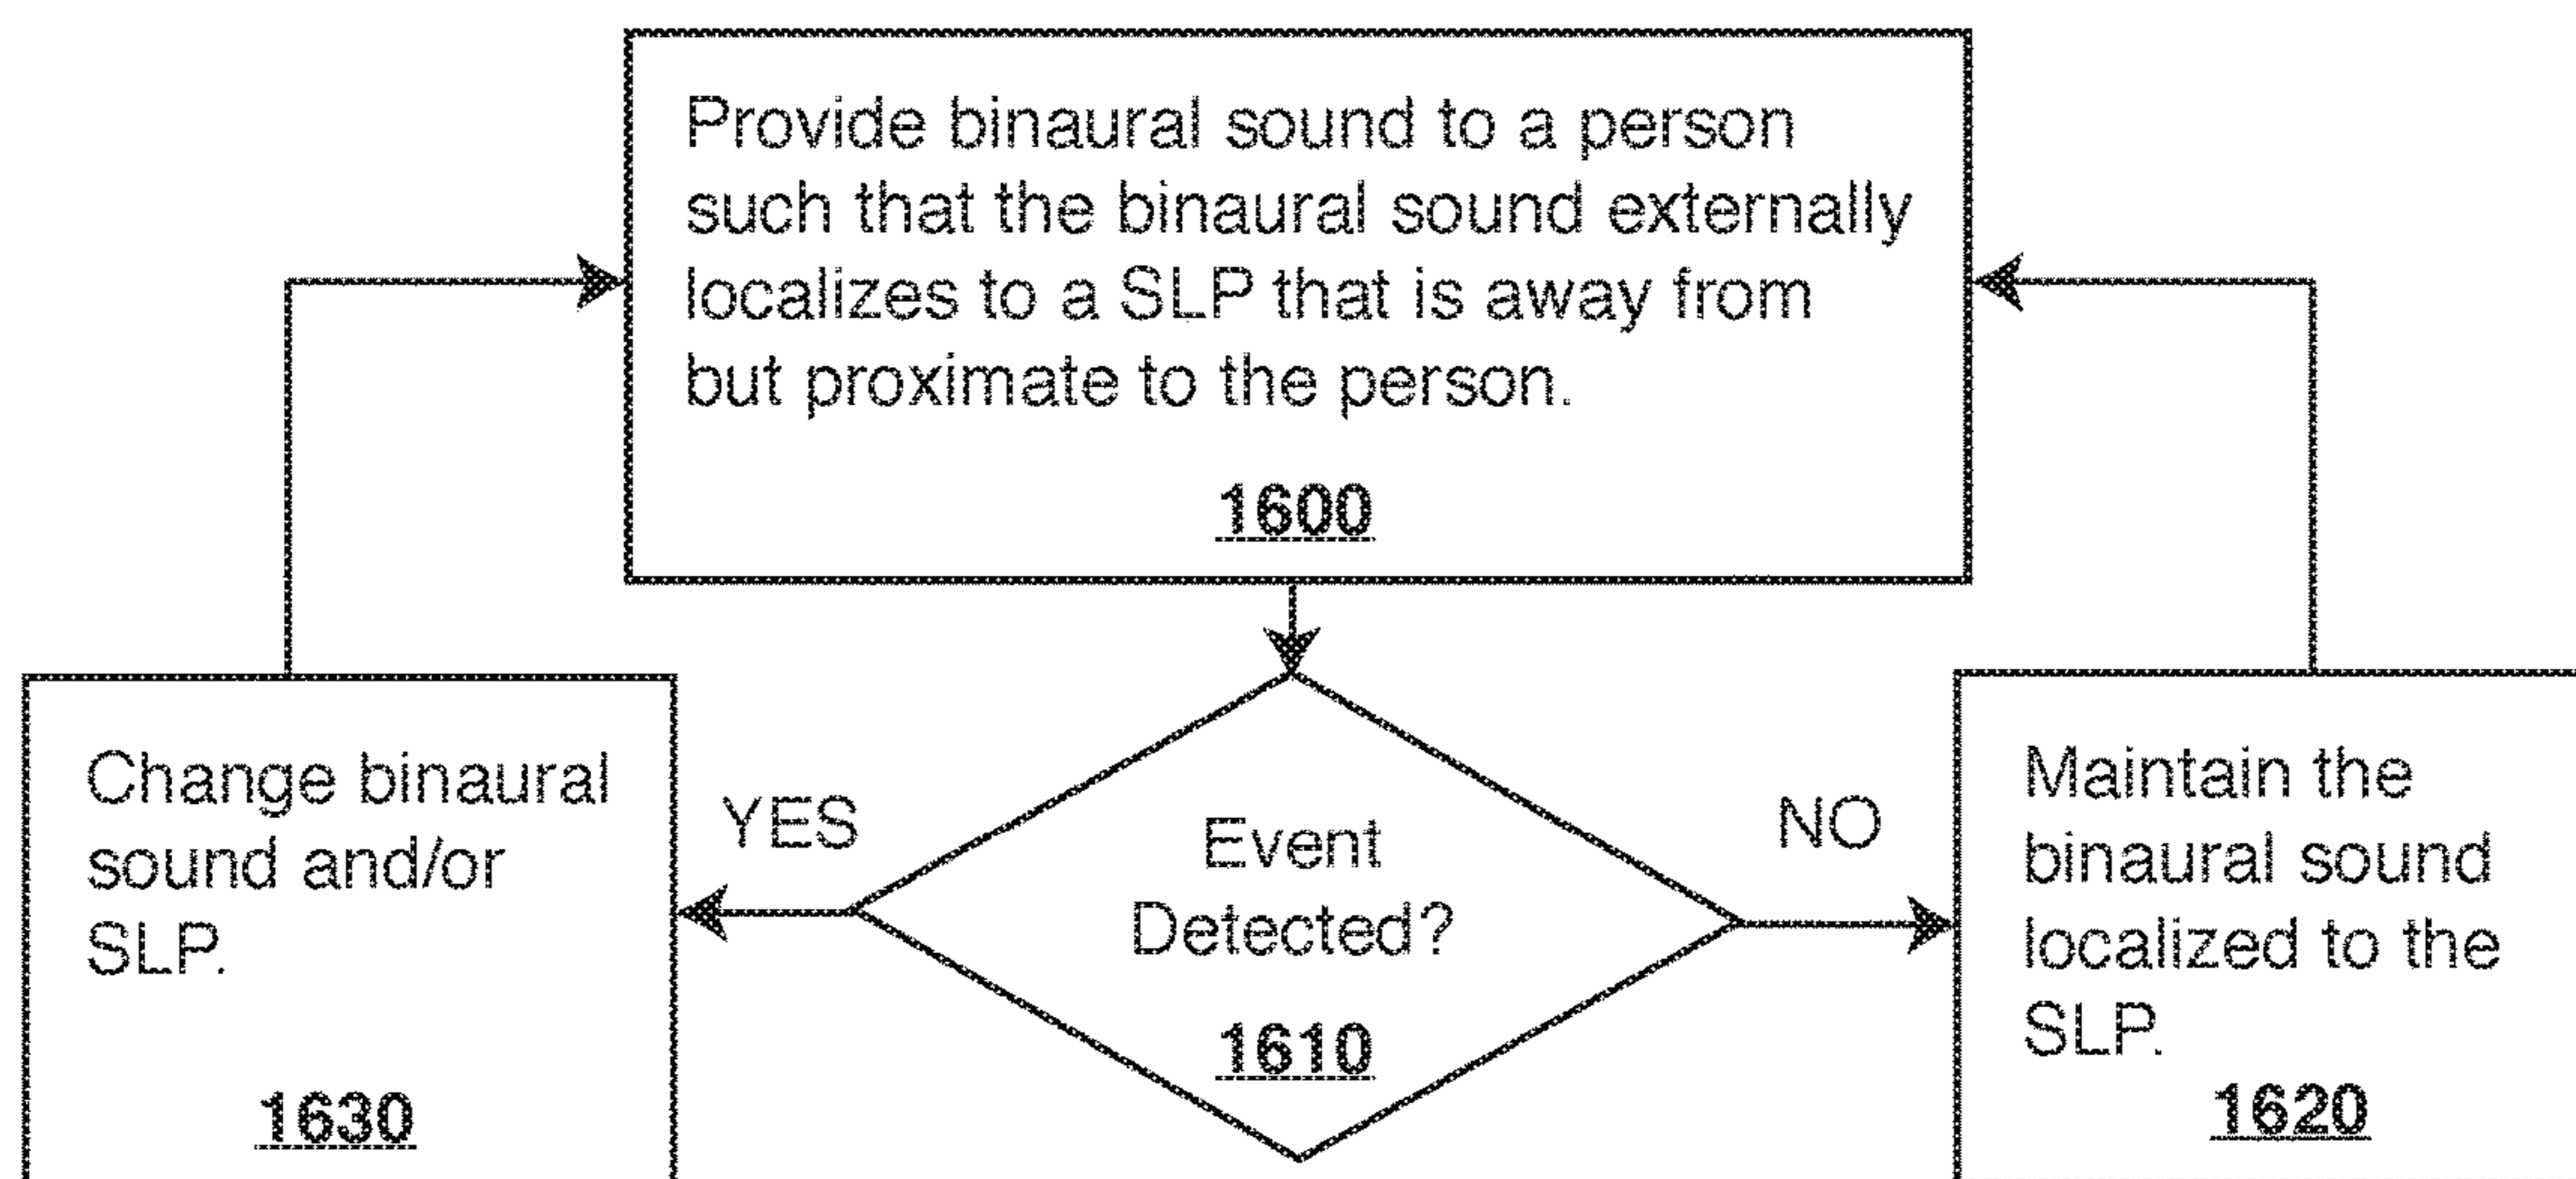 Provide binaural sound to a person
such that the binaural sound externally
localizes to a SLP that is away from
but proximate to the person.
1600
Change binaural
sound and/or
SLP.
1630
YES
Event
Detected?
1610
NO
Maintain the
binaural sound
localized to the
SLP.
1620